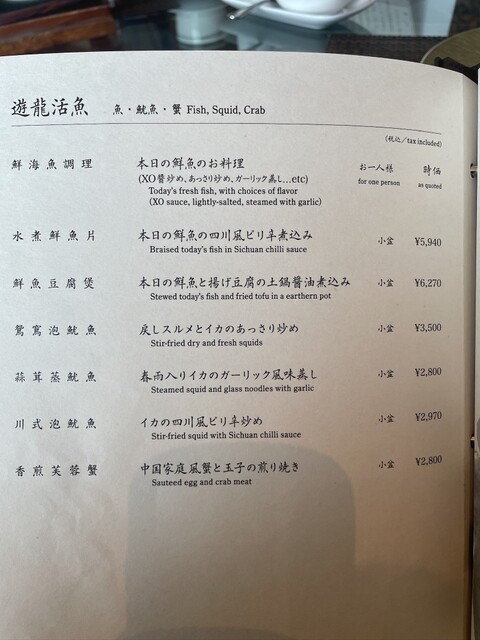 遊龍活魚 魚・魷魚・蟹 Fish, Squid, Crab
(税込/tax included)
鮮海魚調理 本日の鮮魚のお料理 お一人様 時価
(XO醬炒め、あっさり炒め、ガーリック蒸し…etc) for one person as quoted
Today's fresh fish, with choices of flavor
(XO sauce, lightly-salted, steamed with garlic)
水煮鮮魚片 本日の鮮魚の四川風ピリ辛煮込み 小盆 ¥5,940
Braised today's fish in Sichuan chilli sauce
鮮魚豆腐煲 本日の鮮魚と揚げ豆腐の土鍋醬油煮込み 小盆 ¥6,270
Stewed today's fish and fried tofu in a earthern pot
鴛鴦泡魷魚 戻しスルメとイカのあっさり炒め 小盆 ¥3,500
Stir-fried dry and fresh squids
蒜茸蒸魷魚 春雨入りイカのガーリック風味蒸し 小盆 ¥2,800
Steamed squid and glass noodles with garlic
川式泡魷魚 イカの四川風ピリ辛炒め 小盆 ¥2,970
Stir-fried squid with Sichuan chilli sauce
香煎芙蓉蟹 中国家庭風蟹と玉子の煎り焼き 小盆 ¥2,800
Sauteed egg and crab meat